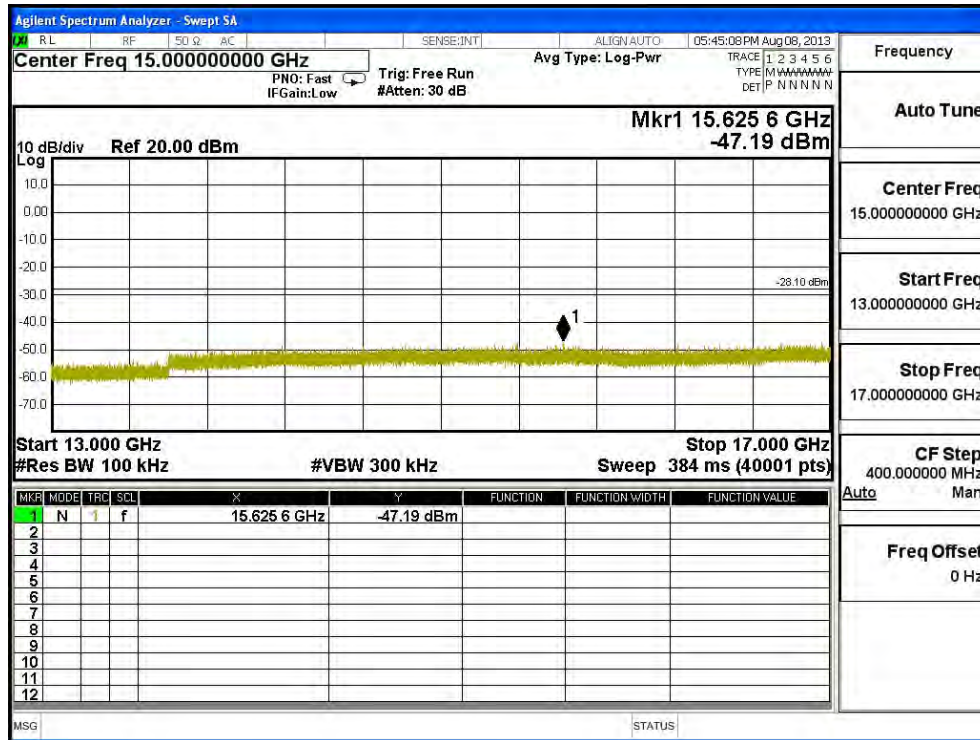 Agilent Spectrum Analyzer - Swept SA
LXI RL RF 50 Ω AC SENSE:INT ALIGN AUTO 05:45:08 PM Aug 08, 2013
Center Freq 15.000000000 GHz
PNO: Fast
IFGain:Low
Trig: Free Run
#Atten: 30 dB
Avg Type: Log-Pwr
TRACE 1 2 3 4 5 6
TYPE M WWWWW
DET P N N N N N
Mkr1 15.625 6 GHz
-47.19 dBm
10 dB/div Ref 20.00 dBm
Log
10.0
0.00
-10.0
-20.0
-28.10 dBm
-30.0
-40.0
1
-50.0
-60.0
-70.0
Start 13.000 GHz Stop 17.000 GHz
#Res BW 100 kHz #VBW 300 kHz Sweep 384 ms (40001 pts)
MKR MODE TRC SCL X Y FUNCTION FUNCTION WIDTH FUNCTION VALUE
1 N 1 f 15.625 6 GHz -47.19 dBm
2
3
4
5
6
7
8
9
10
11
12
MSG STATUS
Frequency
Auto Tune
Center Freq
15.000000000 GHz
Start Freq
13.000000000 GHz
Stop Freq
17.000000000 GHz
CF Step
400.000000 MHz
Auto Man
Freq Offset
0 Hz